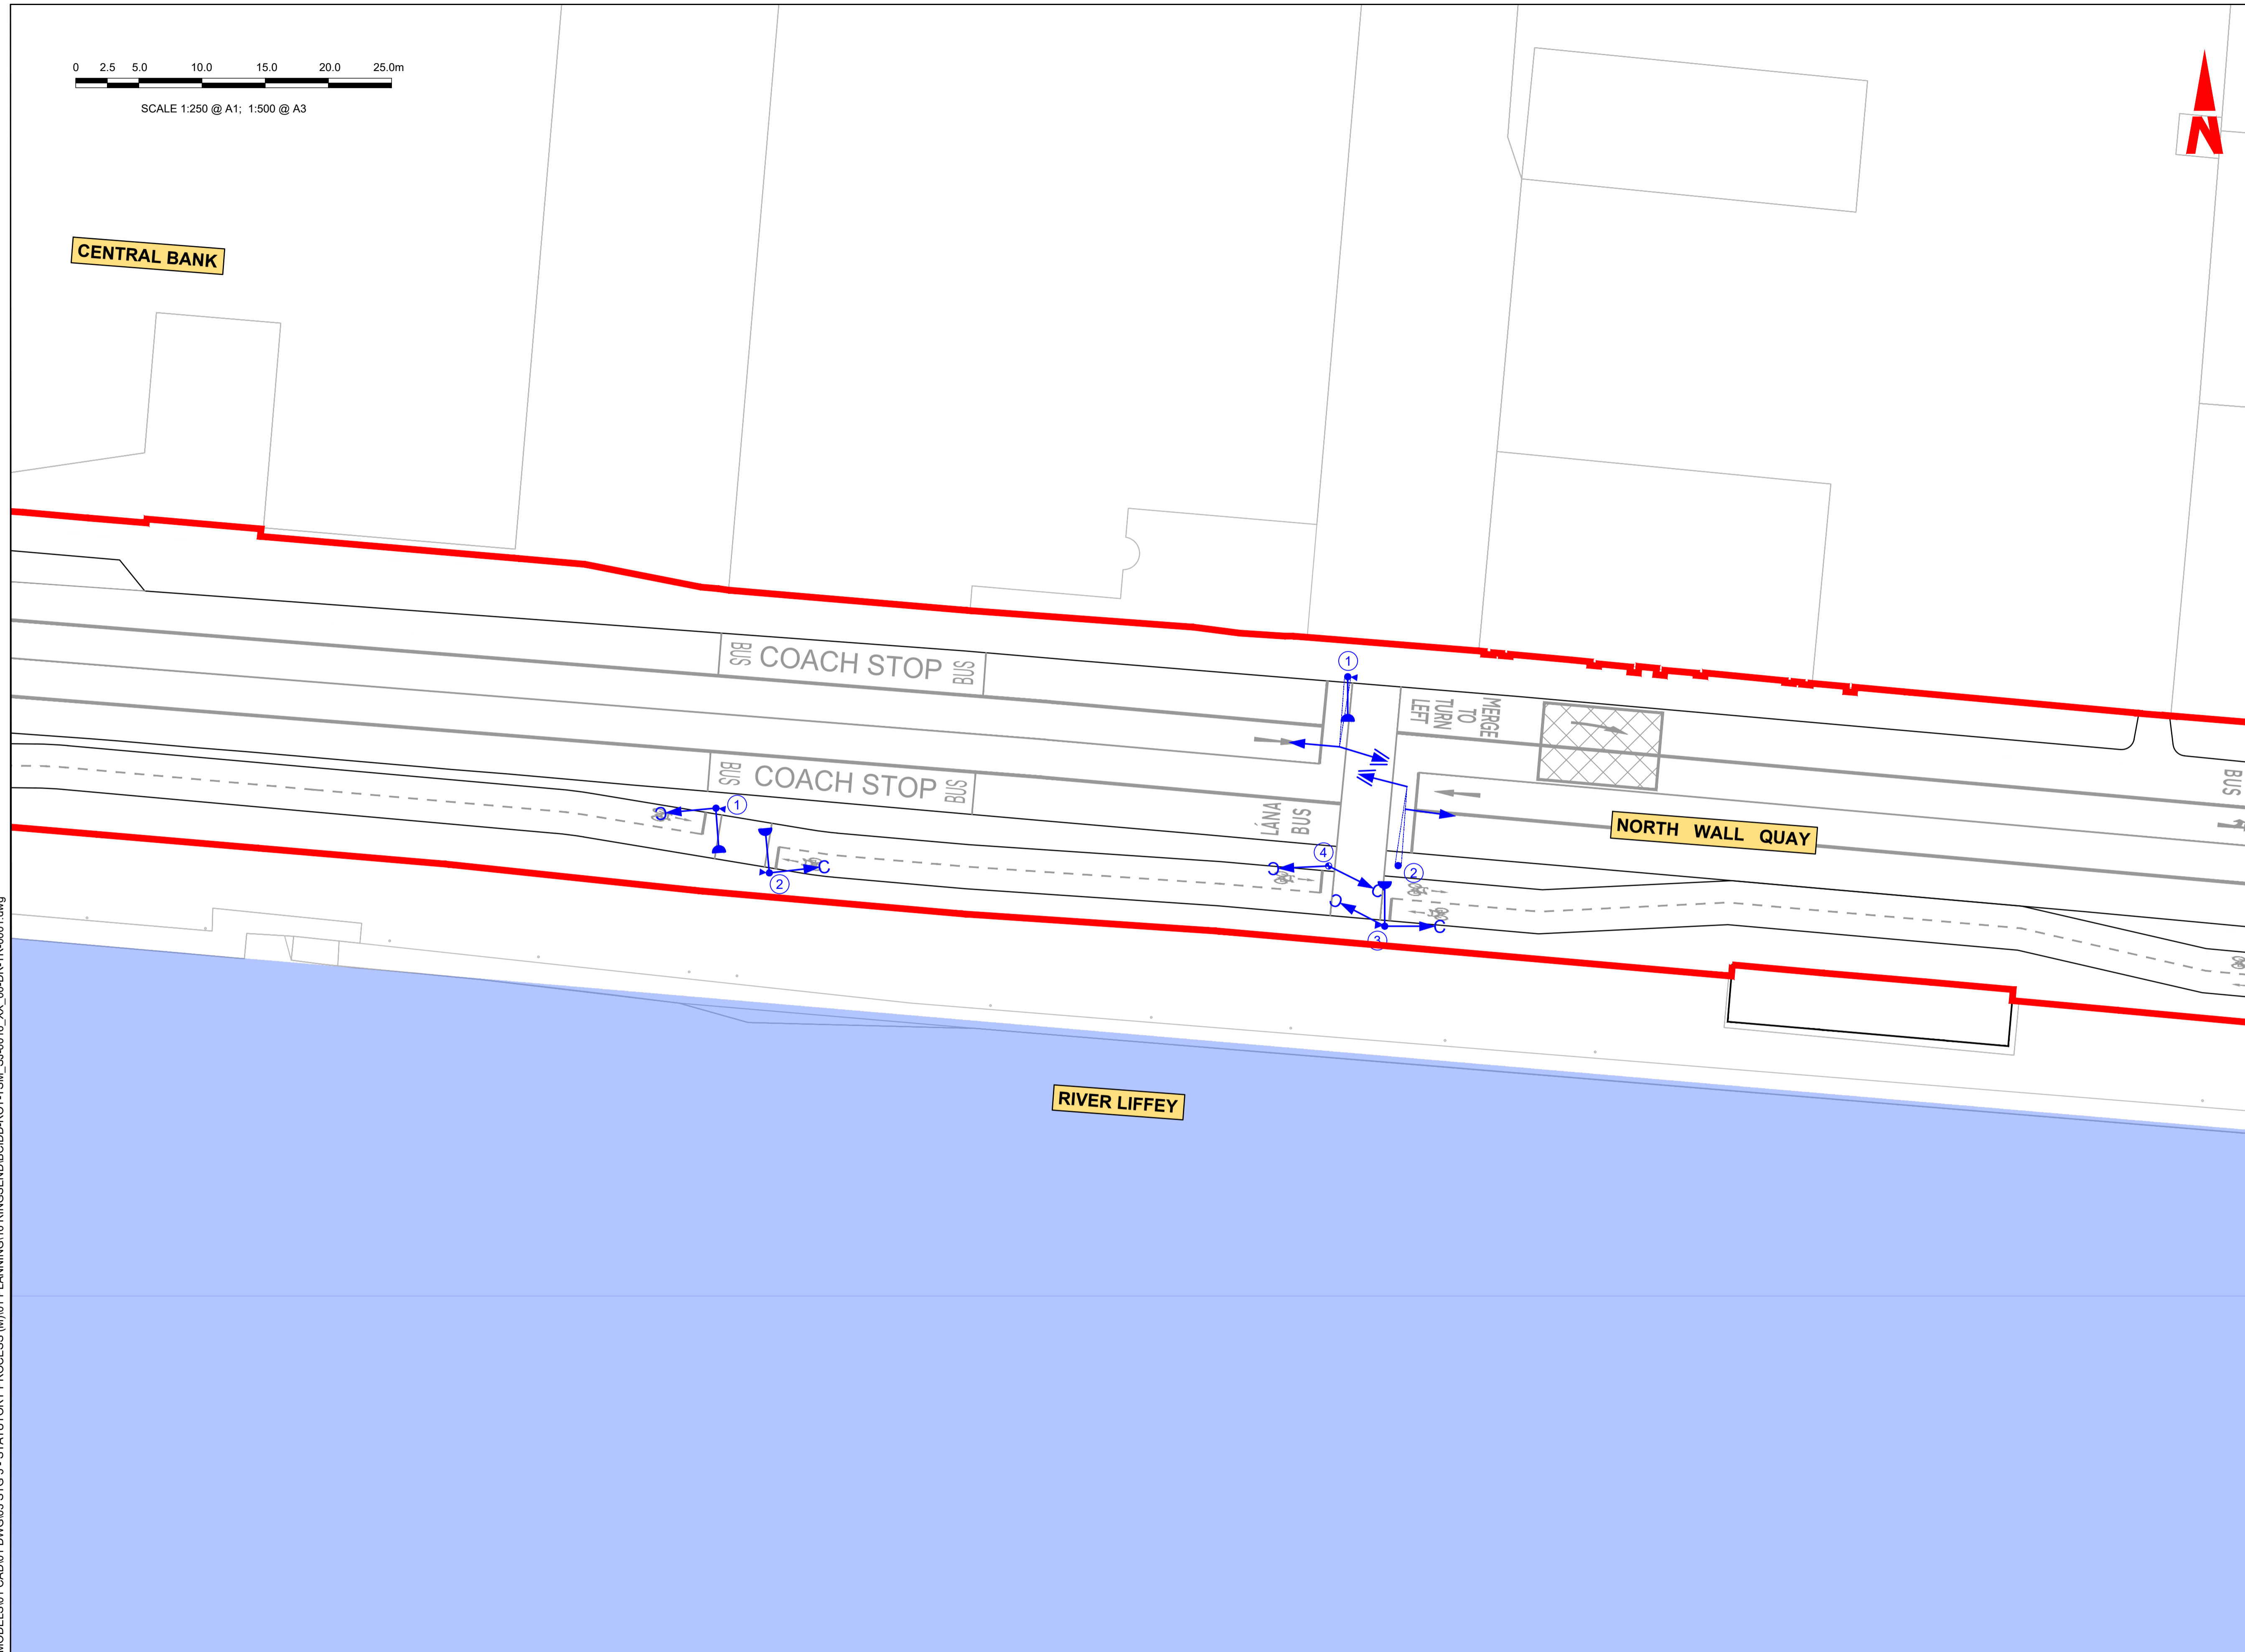 0 2.5 5.0 10.0 15.0 20.0 25.0m
SCALE 1:250 @ A1; 1:500 @ A3
N
CENTRAL BANK
BUS COACH STOP BUS
1
MERGE
TO
TURN
LEFT
BUS
BUS COACH STOP BUS
LÁNA
BUS
NORTH WALL QUAY
1
C
2
C
4
C
C
2
C
C
3
RIVER LIFFEY